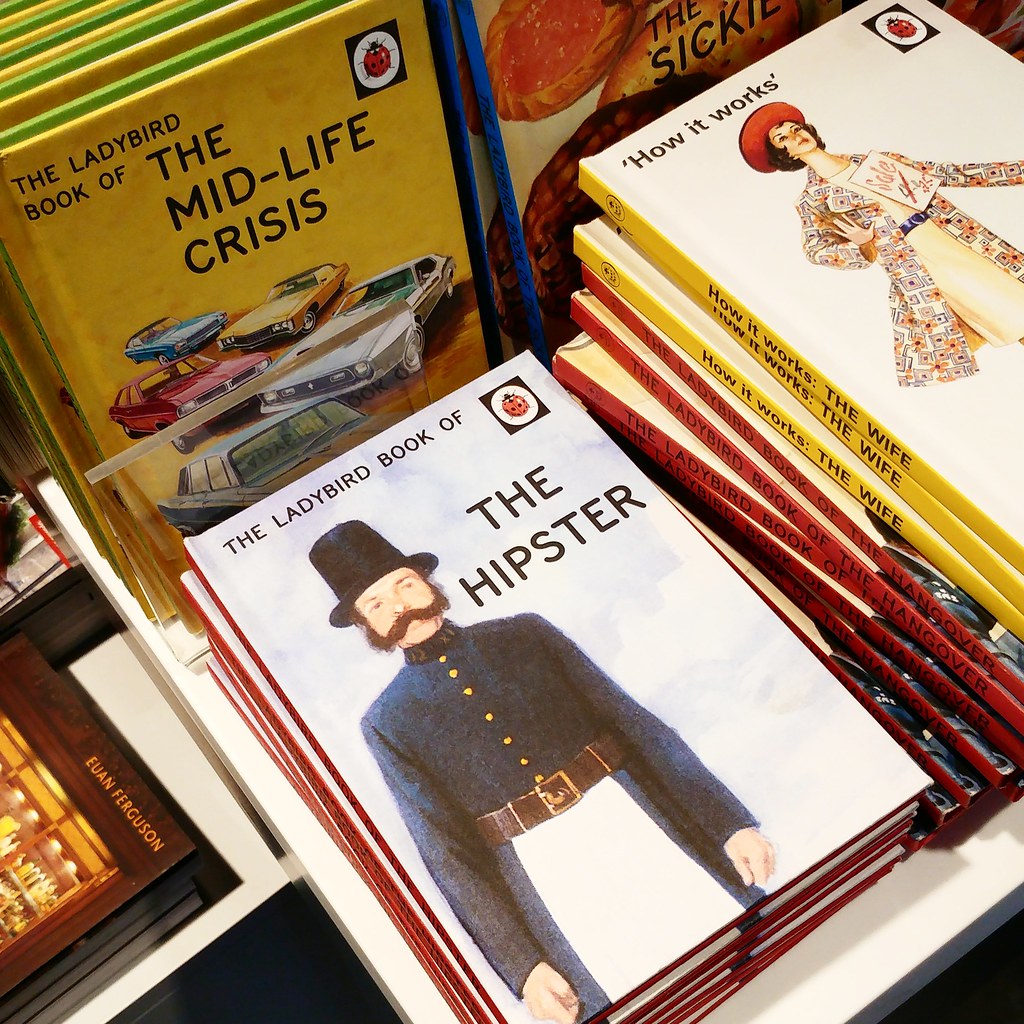 THE LADYBIRD
BOOK OF
THE
MID-LIFE
CRISIS
THE
SICKIE
'How it works'
Sale!
THE LADYBIRD BOOK OF
THE
HIPSTER
How it works: THE WIFE
How it works: THE WIFE
How it works: THE WIFE
THE LADYBIRD BOOK OF THE HANGOVER
THE LADYBIRD BOOK OF THE HANGOVER
THE LADYBIRD BOOK OF THE HANGOVER
EUAN FERGUSON